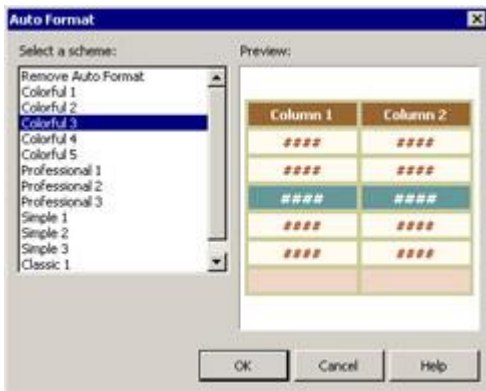 Auto Format
Select a scheme:
Remove Auto Format
Colorful 1
Colorful 2
Colorful 3
Colorful 4
Colorful 5
Professional 1
Professional 2
Professional 3
Simple 1
Simple 2
Simple 3
Classic 1
Preview:
Column 1 Column 2
#### ####
#### ####
#### ####
#### ####
#### ####
OK Cancel Help